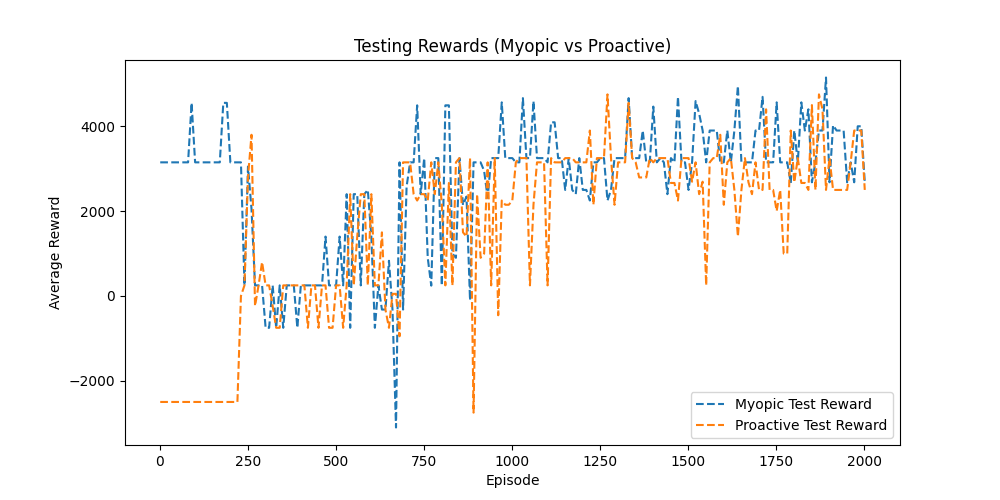 Testing Rewards (Myopic vs Proactive)
Average Reward
4000
2000
0
−2000
0 250 500 750 1000 1250 1500 1750 2000
Episode
Myopic Test Reward
Proactive Test Reward